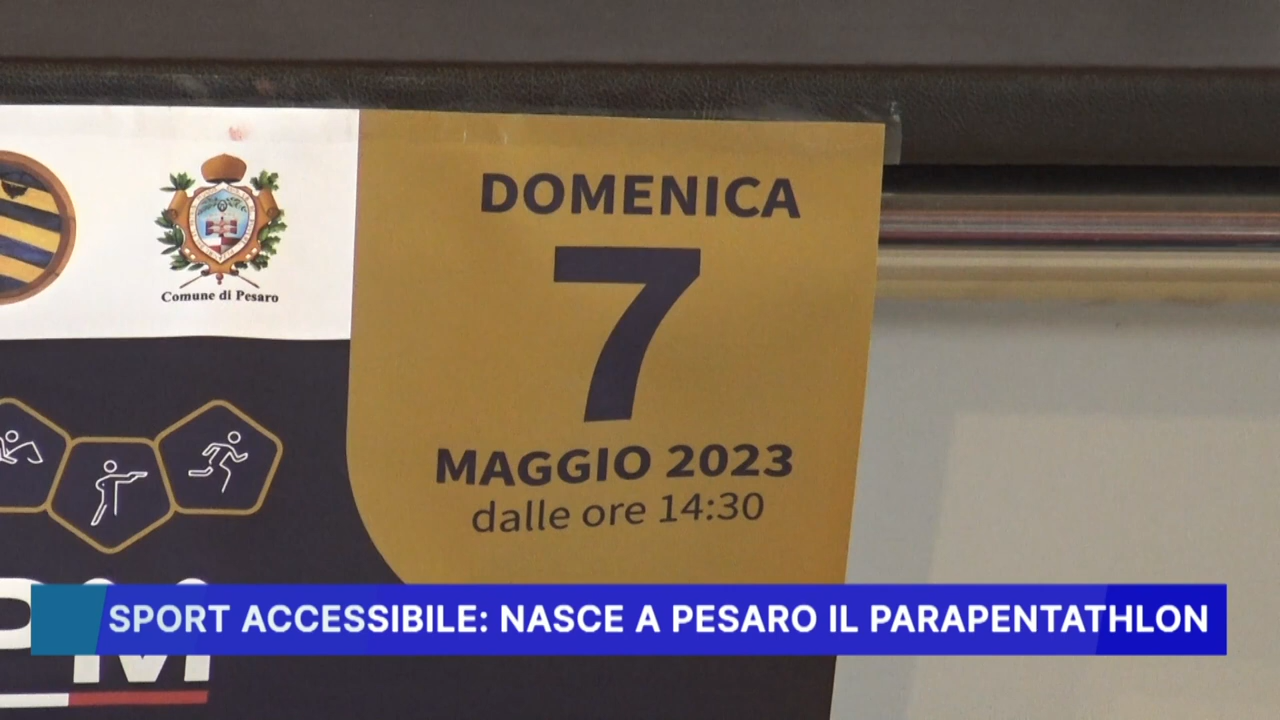 DOMENICA
7
MAGGIO 2023
dalle ore 14:30
Comune di Pesaro
SPORT ACCESSIBILE: NASCE A PESARO IL PARAPENTATHLON